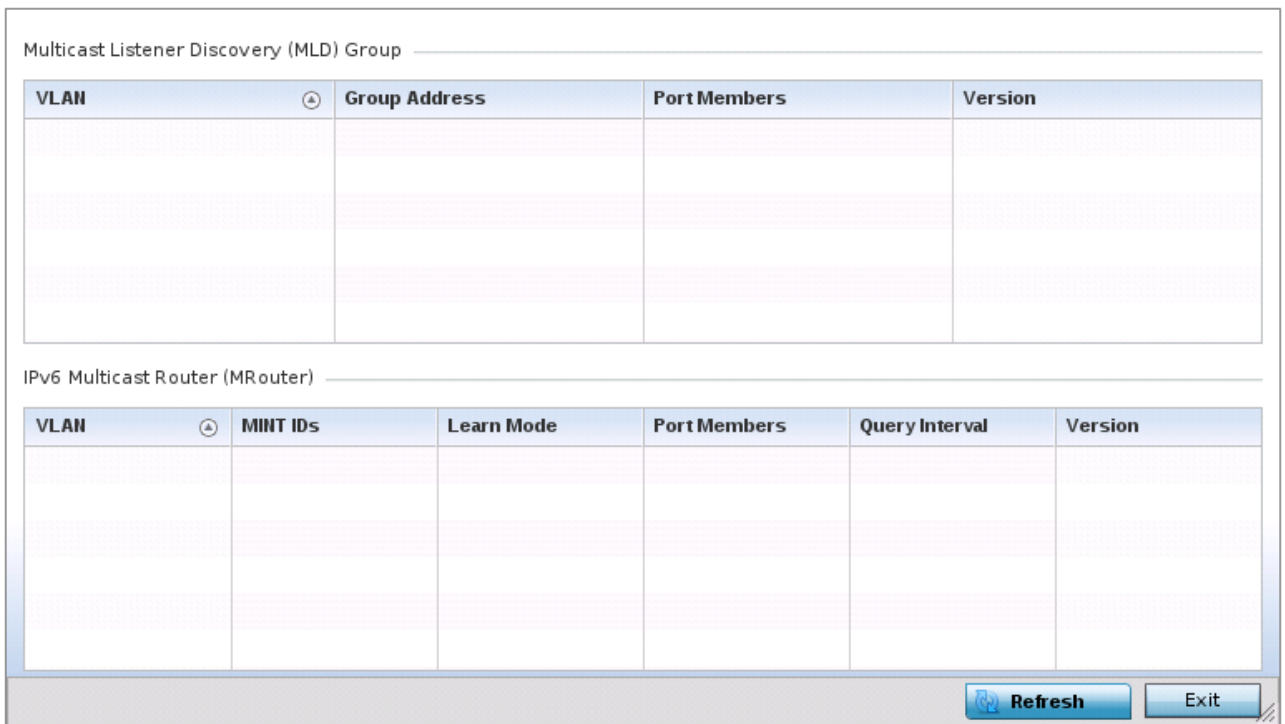 Multicast Listener Discovery (MLD) Group
VLAN Group Address Port Members Version
IPv6 Multicast Router (MRouter)
VLAN MINT IDs Learn Mode Port Members Query Interval Version
Refresh Exit